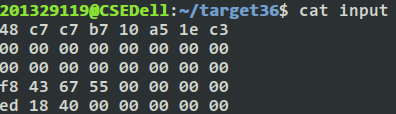 201329119@CSEDell:~/target36$ cat input
48 c7 c7 b7 10 a5 1e c3
00 00 00 00 00 00 00 00
00 00 00 00 00 00 00 00
f8 43 67 55 00 00 00 00
ed 18 40 00 00 00 00 00